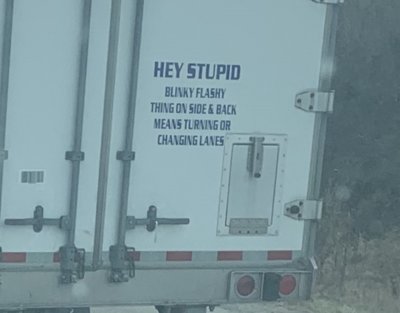 HEY STUPID
BLINKY FLASHY
THING ON SIDE & BACK
MEANS TURNING OR
CHANGING LANES